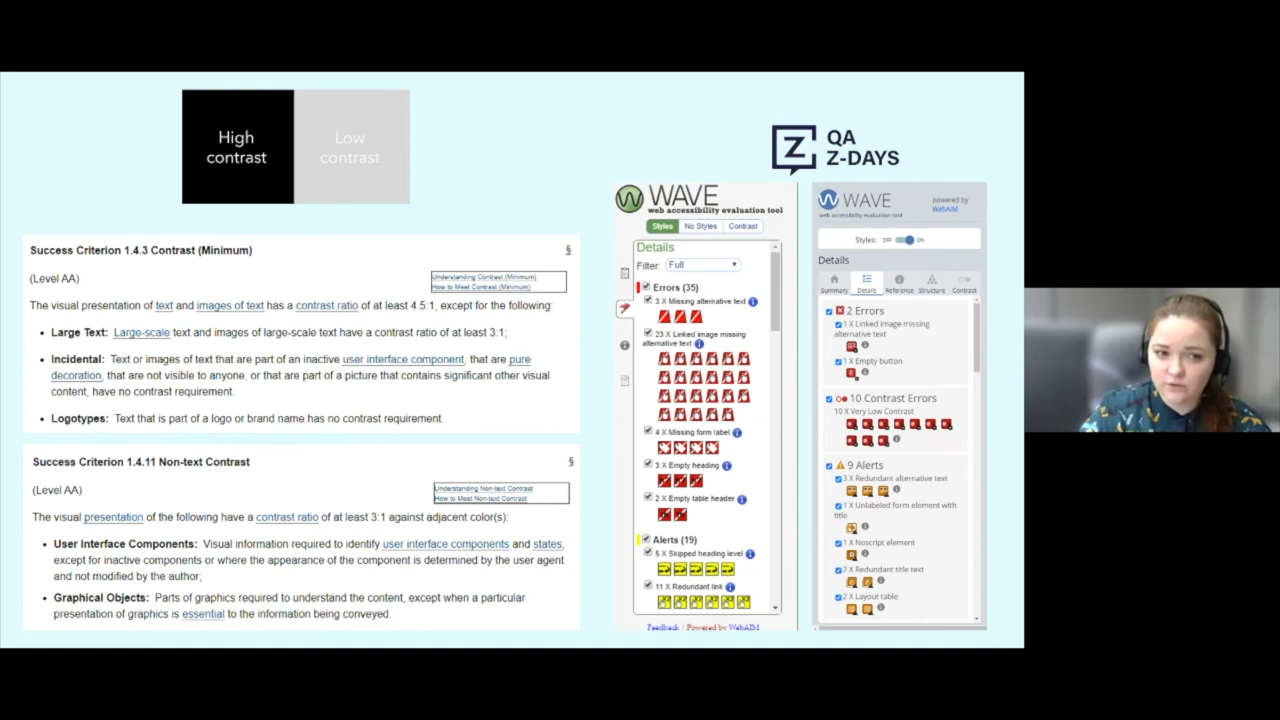 High
contrast
Low
contrast
QA
Z-DAYS
Success Criterion 1.4.3 Contrast (Minimum)
§
(Level AA)
Understanding Contrast (Minimum)
How to Meet Contrast (Minimum)
The visual presentation of text and images of text has a contrast ratio of at least 4.5:1, except for the following:
Large Text: Large-scale text and images of large-scale text have a contrast ratio of at least 3:1;
Incidental: Text or images of text that are part of an inactive user interface component, that are pure
decoration, that are not visible to anyone, or that are part of a picture that contains significant other visual
content, have no contrast requirement.
Logotypes: Text that is part of a logo or brand name has no contrast requirement.
Success Criterion 1.4.11 Non-text Contrast
§
(Level AA)
Understanding Non-text Contrast
How to Meet Non-text Contrast
The visual presentation of the following have a contrast ratio of at least 3:1 against adjacent color(s):
User Interface Components: Visual information required to identify user interface components and states,
except for inactive components or where the appearance of the component is determined by the user agent
and not modified by the author;
Graphical Objects: Parts of graphics required to understand the content, except when a particular
presentation of graphics is essential to the information being conveyed.
WAVE
web accessibility evaluation tool
Styles No Styles Contrast
Details
Filter: Full
Errors (35)
3 X Missing alternative text
23 X Linked image missing
alternative text
4 X Missing form label
3 X Empty heading
2 X Empty table header
Alerts (19)
5 X Skipped heading level
11 X Redundant link
Feedback | Powered by WebAIM
WAVE
web accessibility evaluation tool
powered by
WebAIM
Styles: OFF ON
Details
Summary Details Reference Structure Contrast
2 Errors
1 X Linked image missing
alternative text
1 X Empty button
10 Contrast Errors
10 X Very Low Contrast
9 Alerts
3 X Redundant alternative text
1 X Unlabeled form element with
title
1 X Noscript element
2 X Redundant title text
2 X Layout table